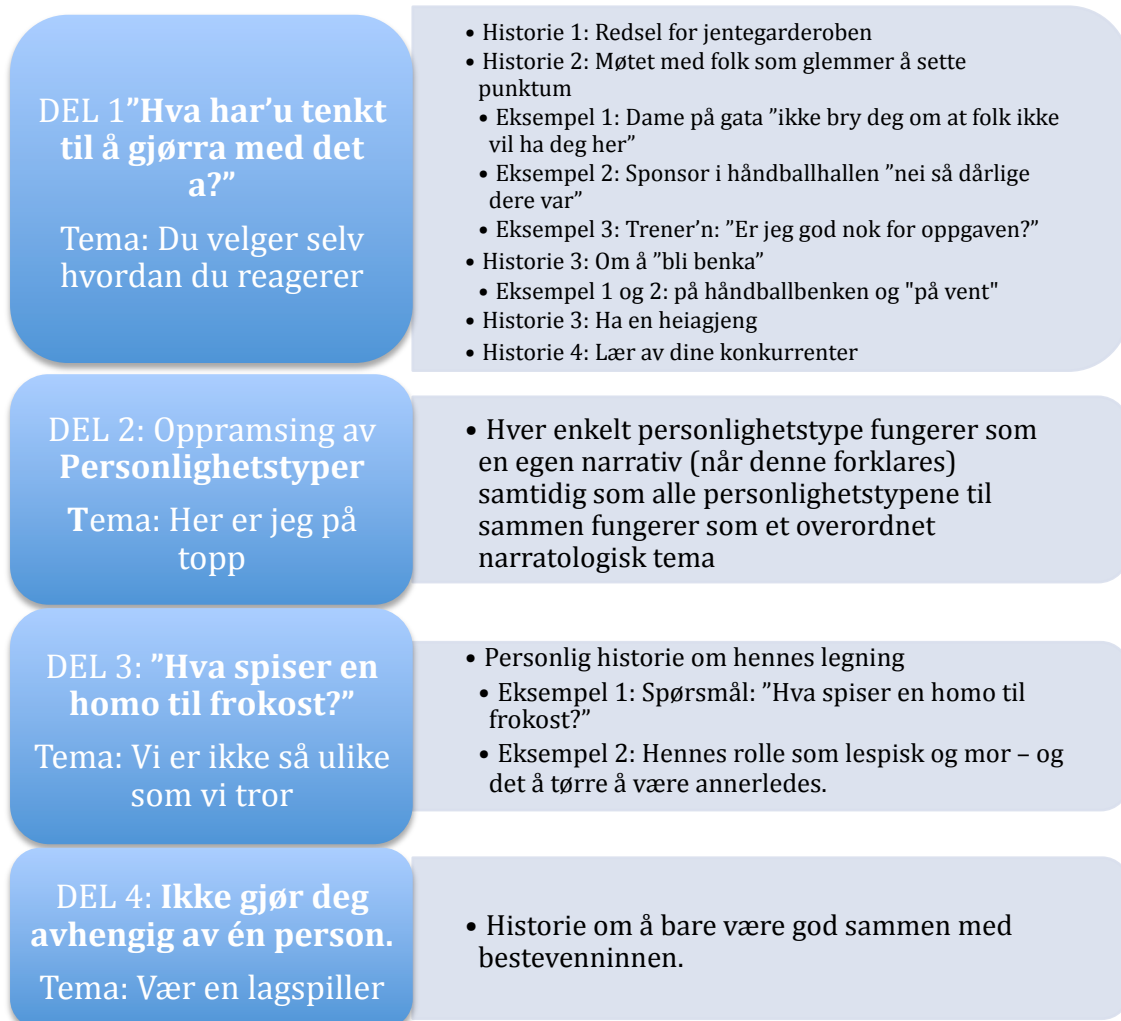 DEL 1”Hva har’u tenkt
til å gjørra med det
a?”
Tema: Du velger selv
hvordan du reagerer
• Historie 1: Redsel for jentegarderoben
• Historie 2: Møtet med folk som glemmer å sette
punktum
• Eksempel 1: Dame på gata ”ikke bry deg om at folk ikke
vil ha deg her”
• Eksempel 2: Sponsor i håndballhallen ”nei så dårlige
dere var”
• Eksempel 3: Trener’n: ”Er jeg god nok for oppgaven?”
• Historie 3: Om å ”bli benka”
• Eksempel 1 og 2: på håndballbenken og "på vent"
• Historie 3: Ha en heiagjeng
• Historie 4: Lær av dine konkurrenter
DEL 2: Oppramsing av
Personlighetstyper
Tema: Her er jeg på
topp
• Hver enkelt personlighetstype fungerer som
en egen narrativ (når denne forklares)
samtidig som alle personlighetstypene til
sammen fungerer som et overordnet
narratologisk tema
DEL 3: ”Hva spiser en
homo til frokost?”
Tema: Vi er ikke så ulike
som vi tror
• Personlig historie om hennes legning
• Eksempel 1: Spørsmål: ”Hva spiser en homo til
frokost?”
• Eksempel 2: Hennes rolle som lespisk og mor – og
det å tørre å være annerledes.
DEL 4: Ikke gjør deg
avhengig av én person.
Tema: Vær en lagspiller
• Historie om å bare være god sammen med
bestevenninnen.